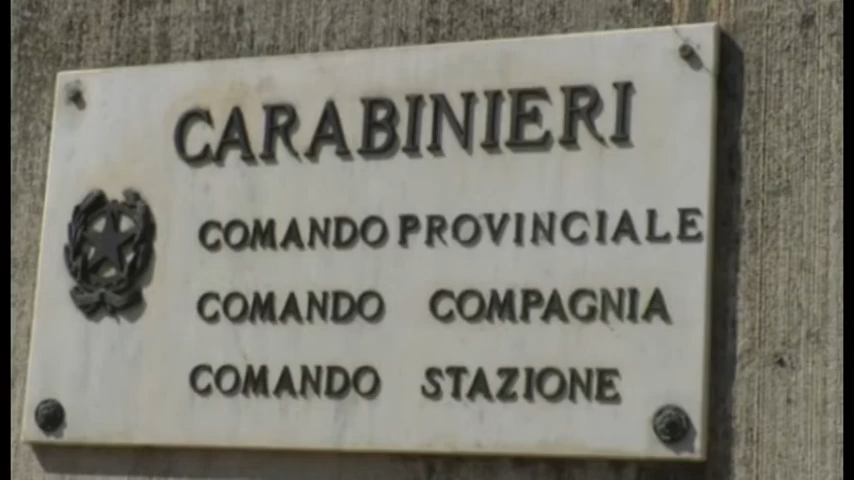 CARABINIERI
COMANDO PROVINCIALE
COMANDO COMPAGNIA
COMANDO STAZIONE